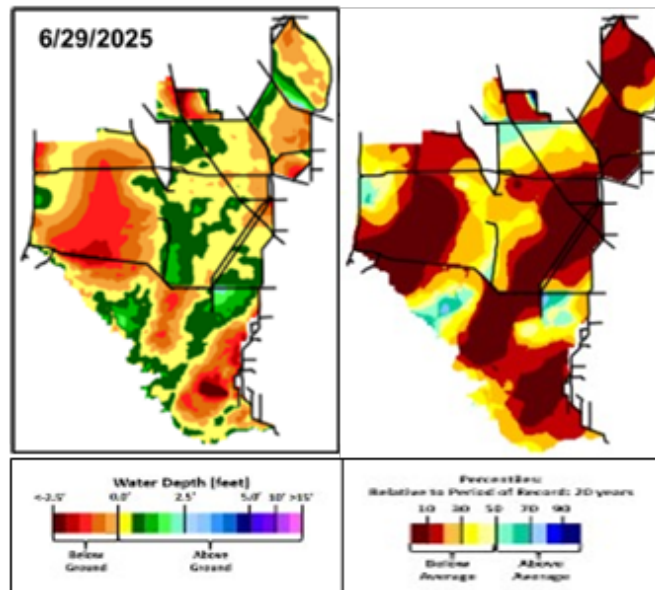 6/29/2025
Water Depth (feet)
<-2.5' 0.0' 2.5' 5.0' 10' >15'
Below Ground
Above Ground
Percentiles:
Relative to Period of Record: 20 years
10 30 50 70 90
Below Average
Above Average